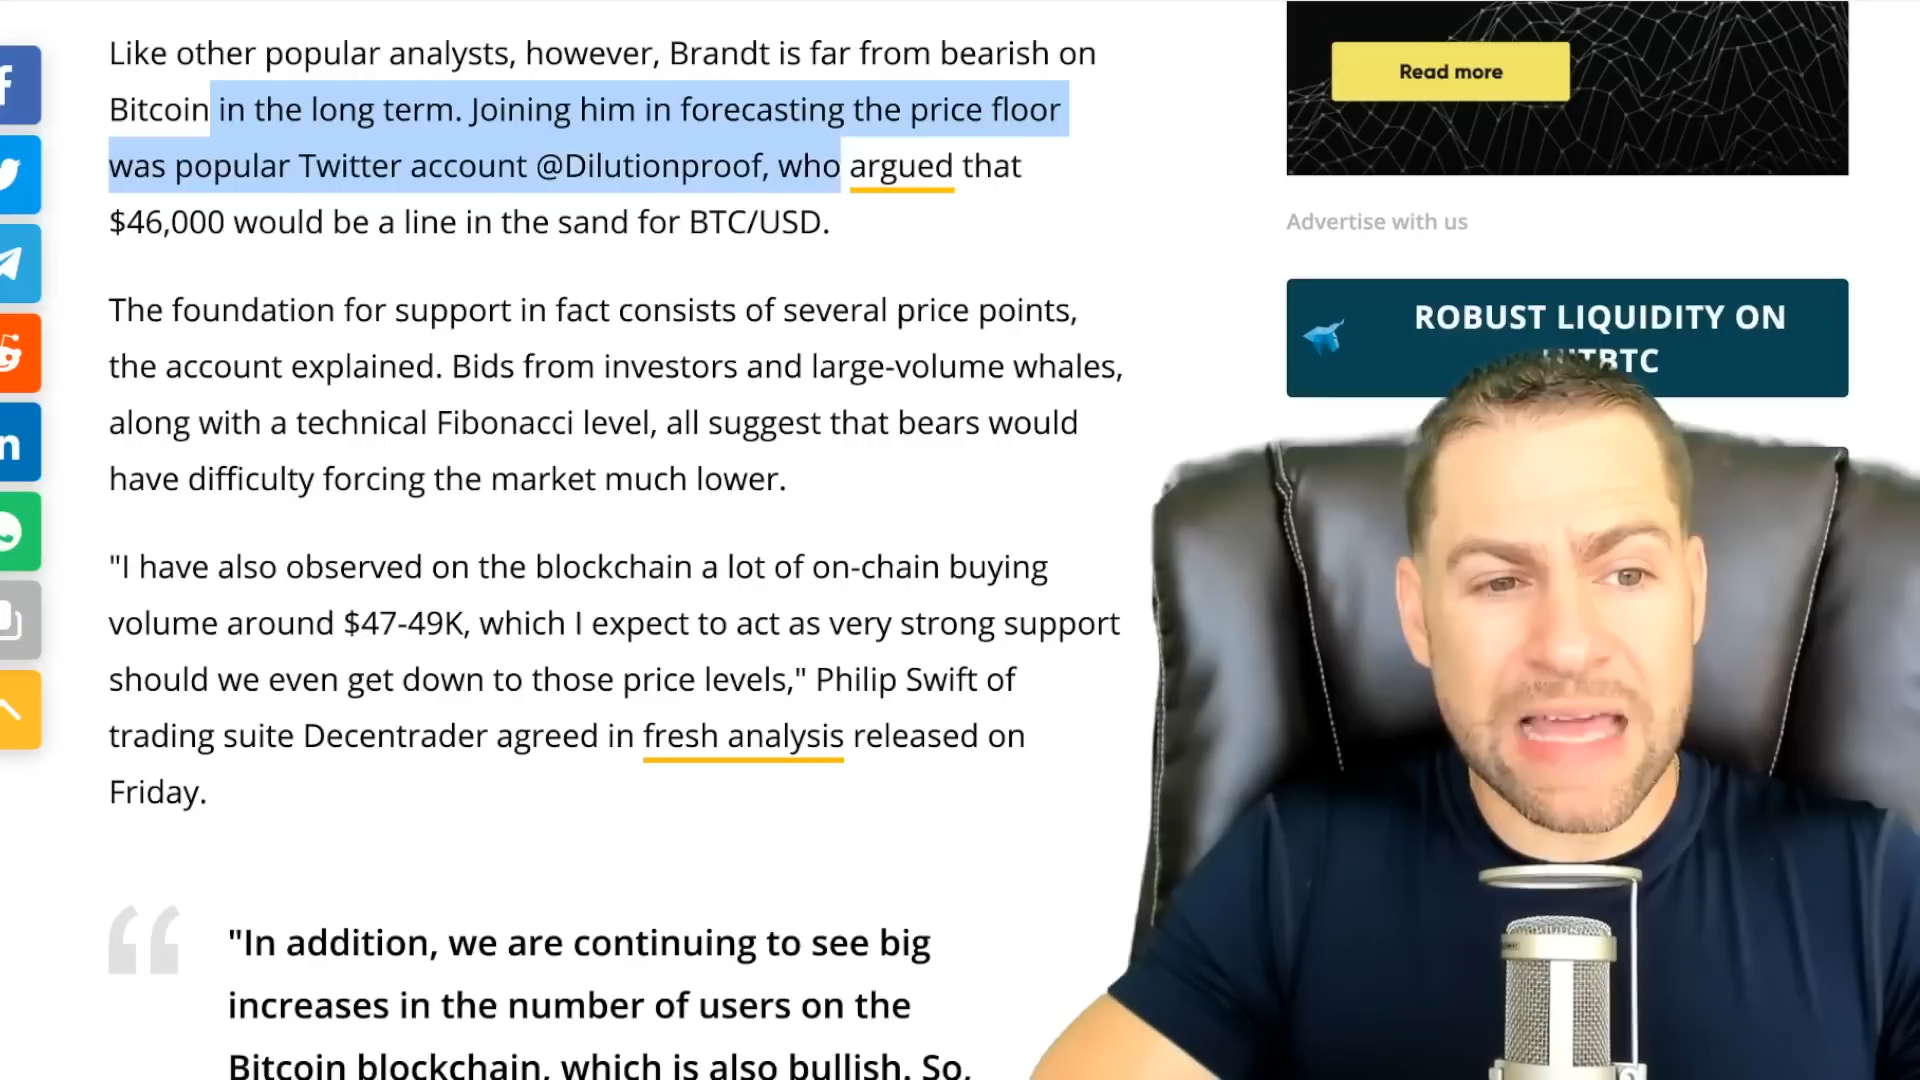 Like other popular analysts, however, Brandt is far from bearish on
Bitcoin in the long term. Joining him in forecasting the price floor
was popular Twitter account @Dilutionproof, who argued that
$46,000 would be a line in the sand for BTC/USD.
The foundation for support in fact consists of several price points,
the account explained. Bids from investors and large-volume whales,
along with a technical Fibonacci level, all suggest that bears would
have difficulty forcing the market much lower.
"I have also observed on the blockchain a lot of on-chain buying
volume around $47-49K, which I expect to act as very strong support
should we even get down to those price levels," Philip Swift of
trading suite Decentrader agreed in fresh analysis released on
Friday.
"In addition, we are continuing to see big
increases in the number of users on the
Bitcoin blockchain, which is also bullish. So,
Read more
Advertise with us
ROBUST LIQUIDITY ON